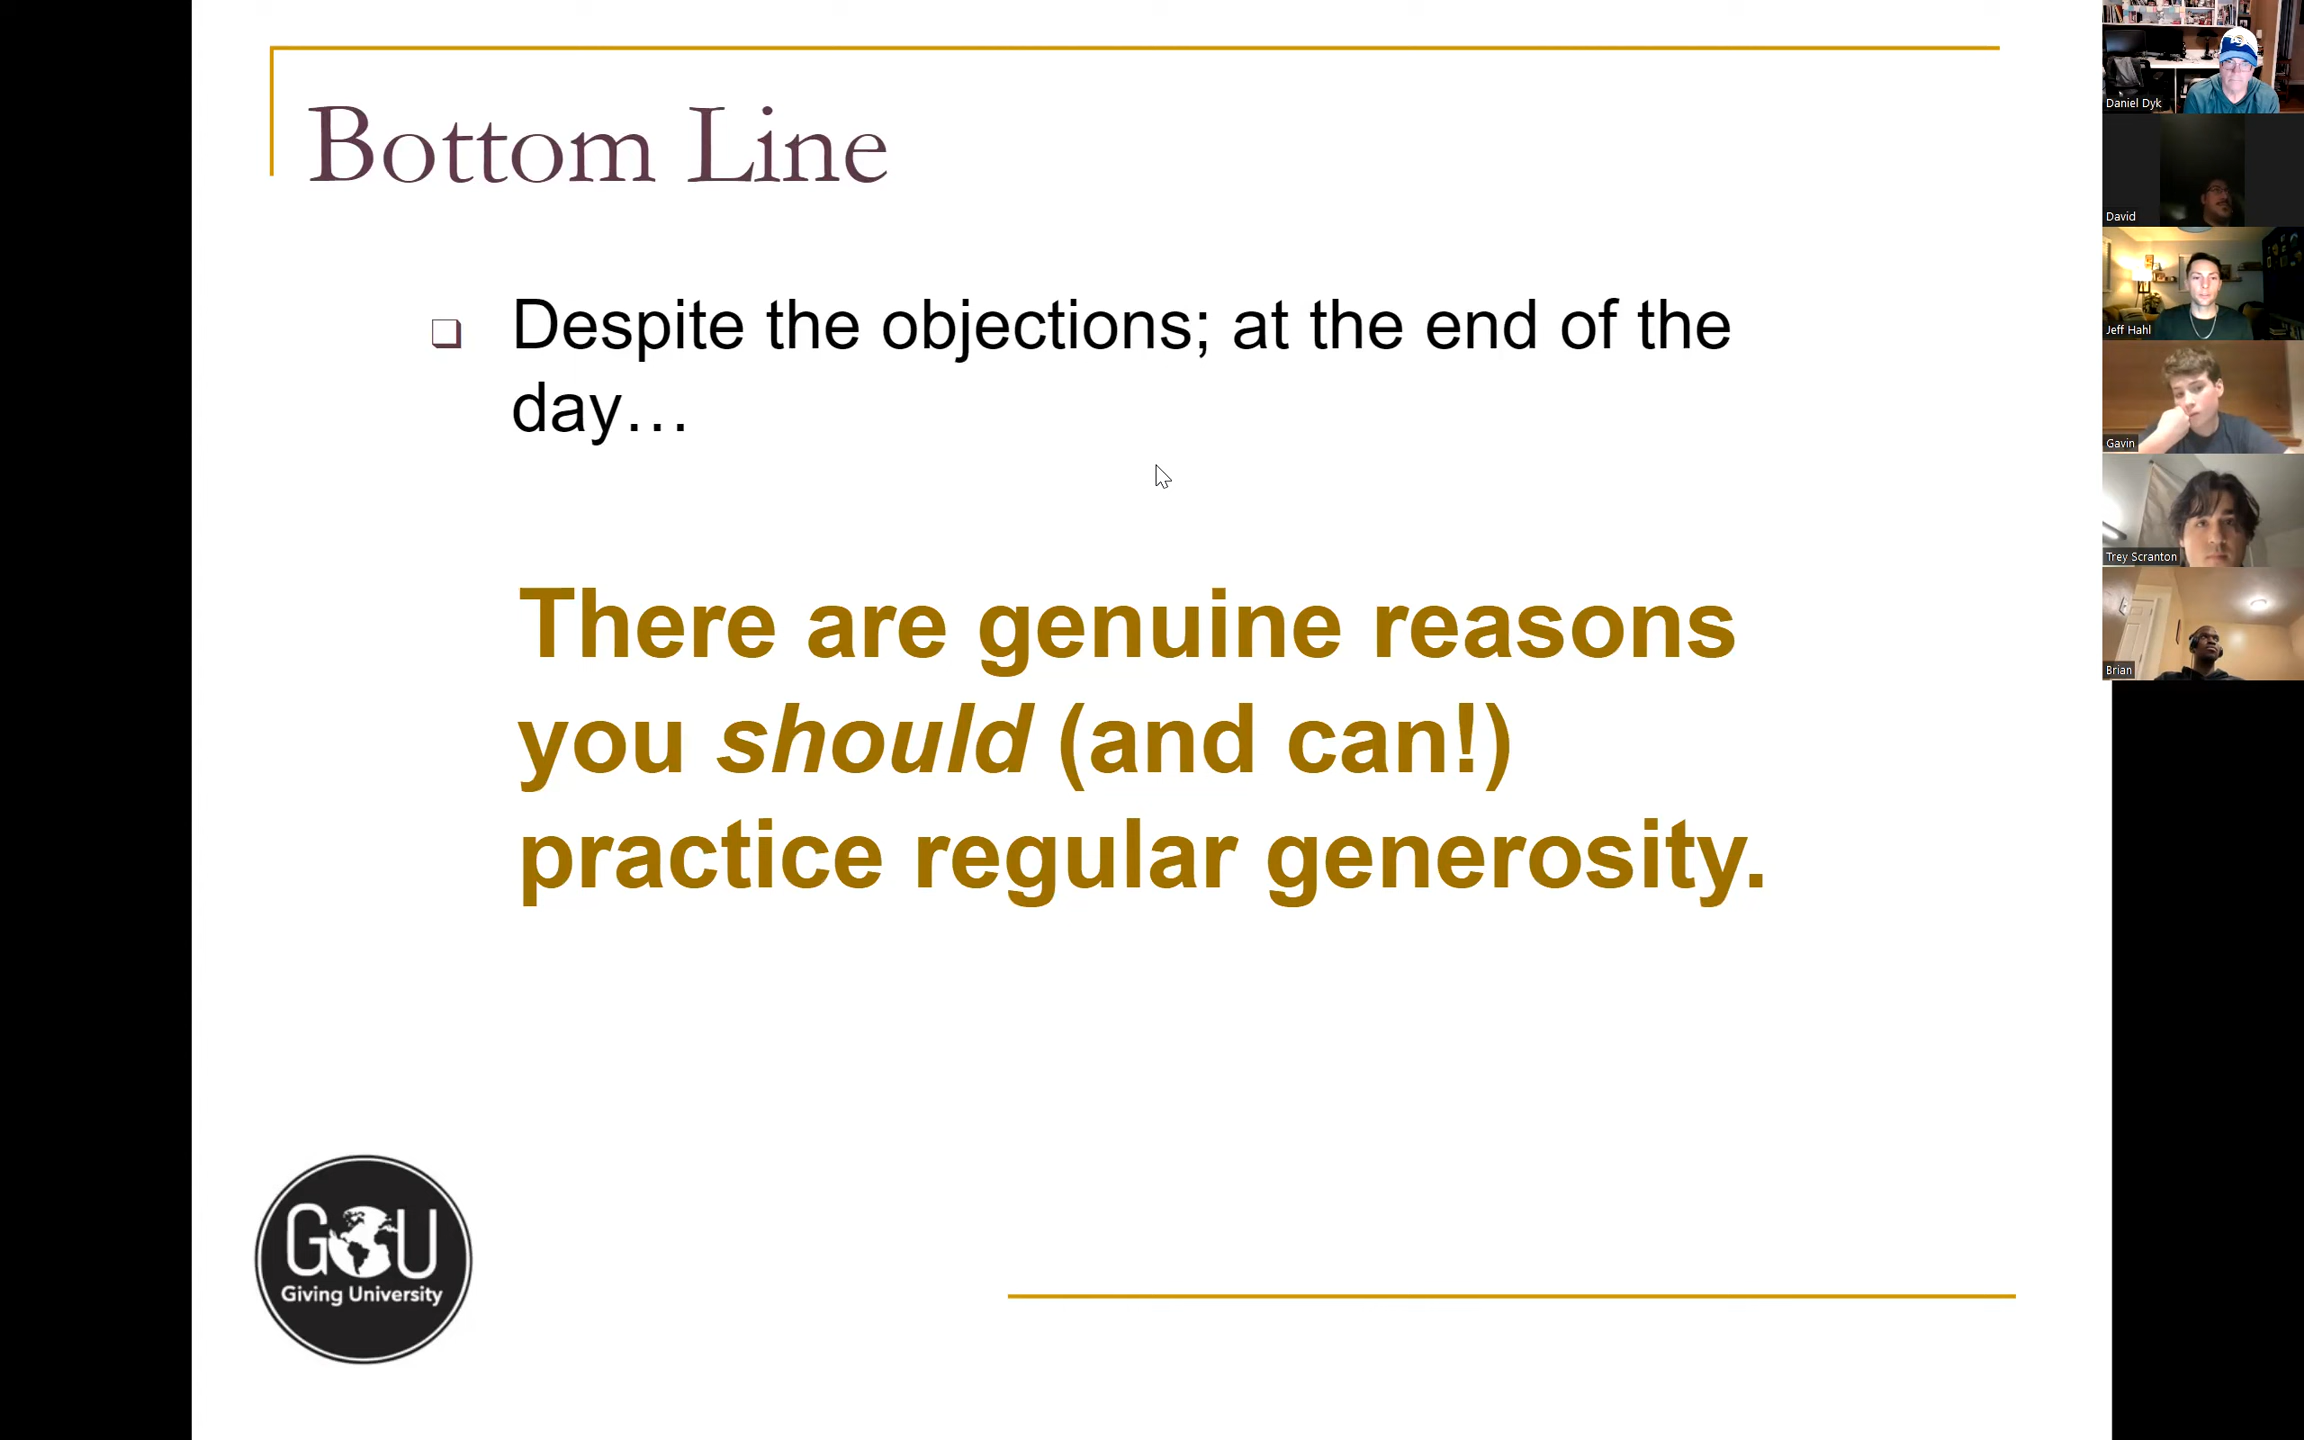 Bottom Line
Despite the objections; at the end of the
day…
There are genuine reasons
you should (and can!)
practice regular generosity.
GU
Giving University
Daniel Dyk
David
Jeff Hahl
Gavin
Trey Scranton
Brian